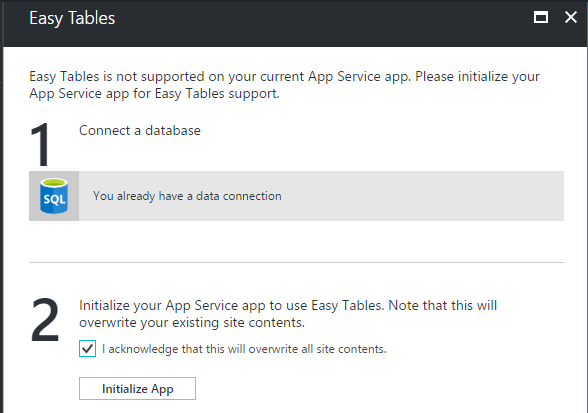 Easy Tables
Easy Tables is not supported on your current App Service app. Please initialize your
App Service app for Easy Tables support.
1
Connect a database
SQL
You already have a data connection
2
Initialize your App Service app to use Easy Tables. Note that this will
overwrite your existing site contents.
I acknowledge that this will overwrite all site contents.
Initialize App